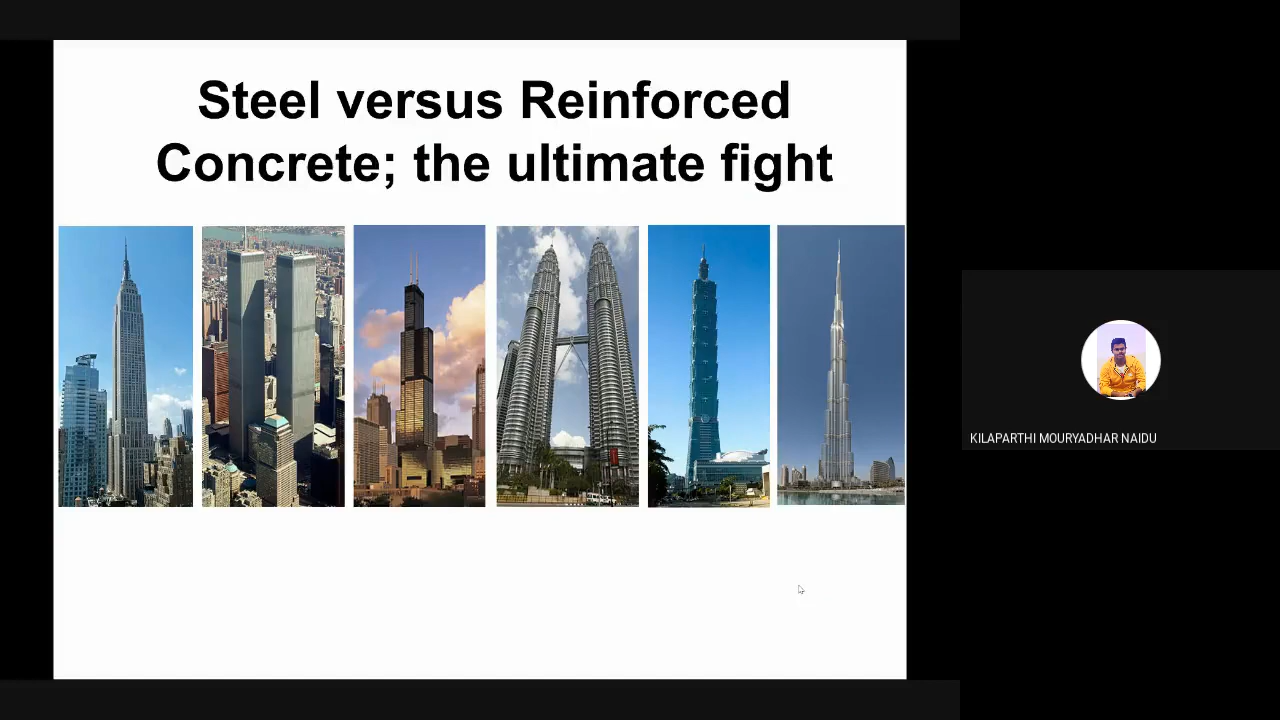 Steel versus Reinforced
Concrete; the ultimate fight
KILAPARTHI MOURYADHAR NAIDU